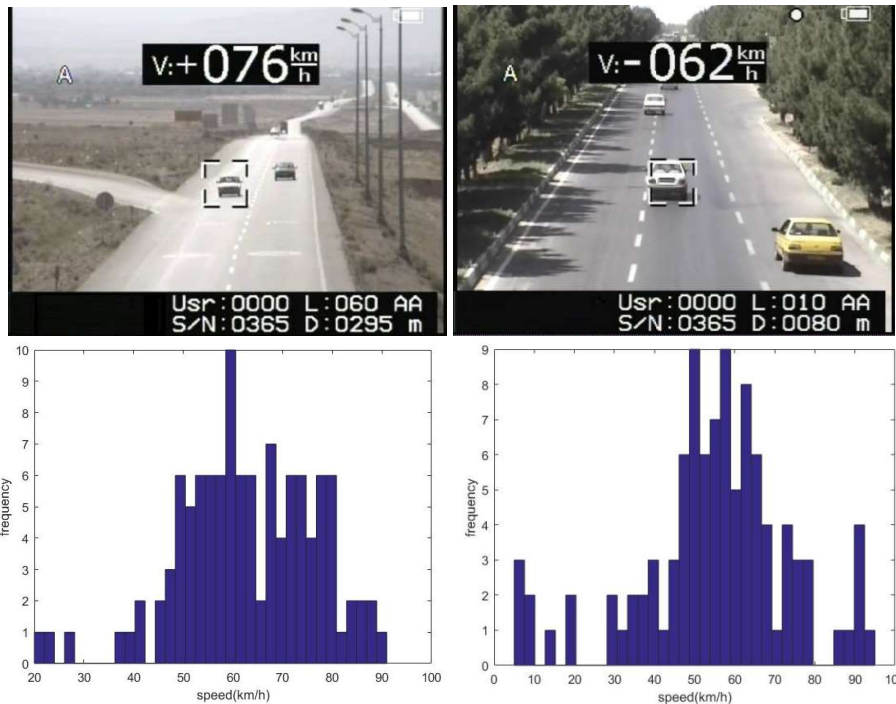 A
V:+076 km/h
Usr:0000 L:060 AA
S/N:0365 D:0295 m
A
V:-062 km/h
Usr:0000 L:010 AA
S/N:0365 D:0080 m
10
9
8
7
6
5
4
3
2
1
0
frequency
20 30 40 50 60 70 80 90 100
speed(km/h)
9
8
7
6
5
4
3
2
1
0
frequency
0 10 20 30 40 50 60 70 80 90 100
speed(km/h)